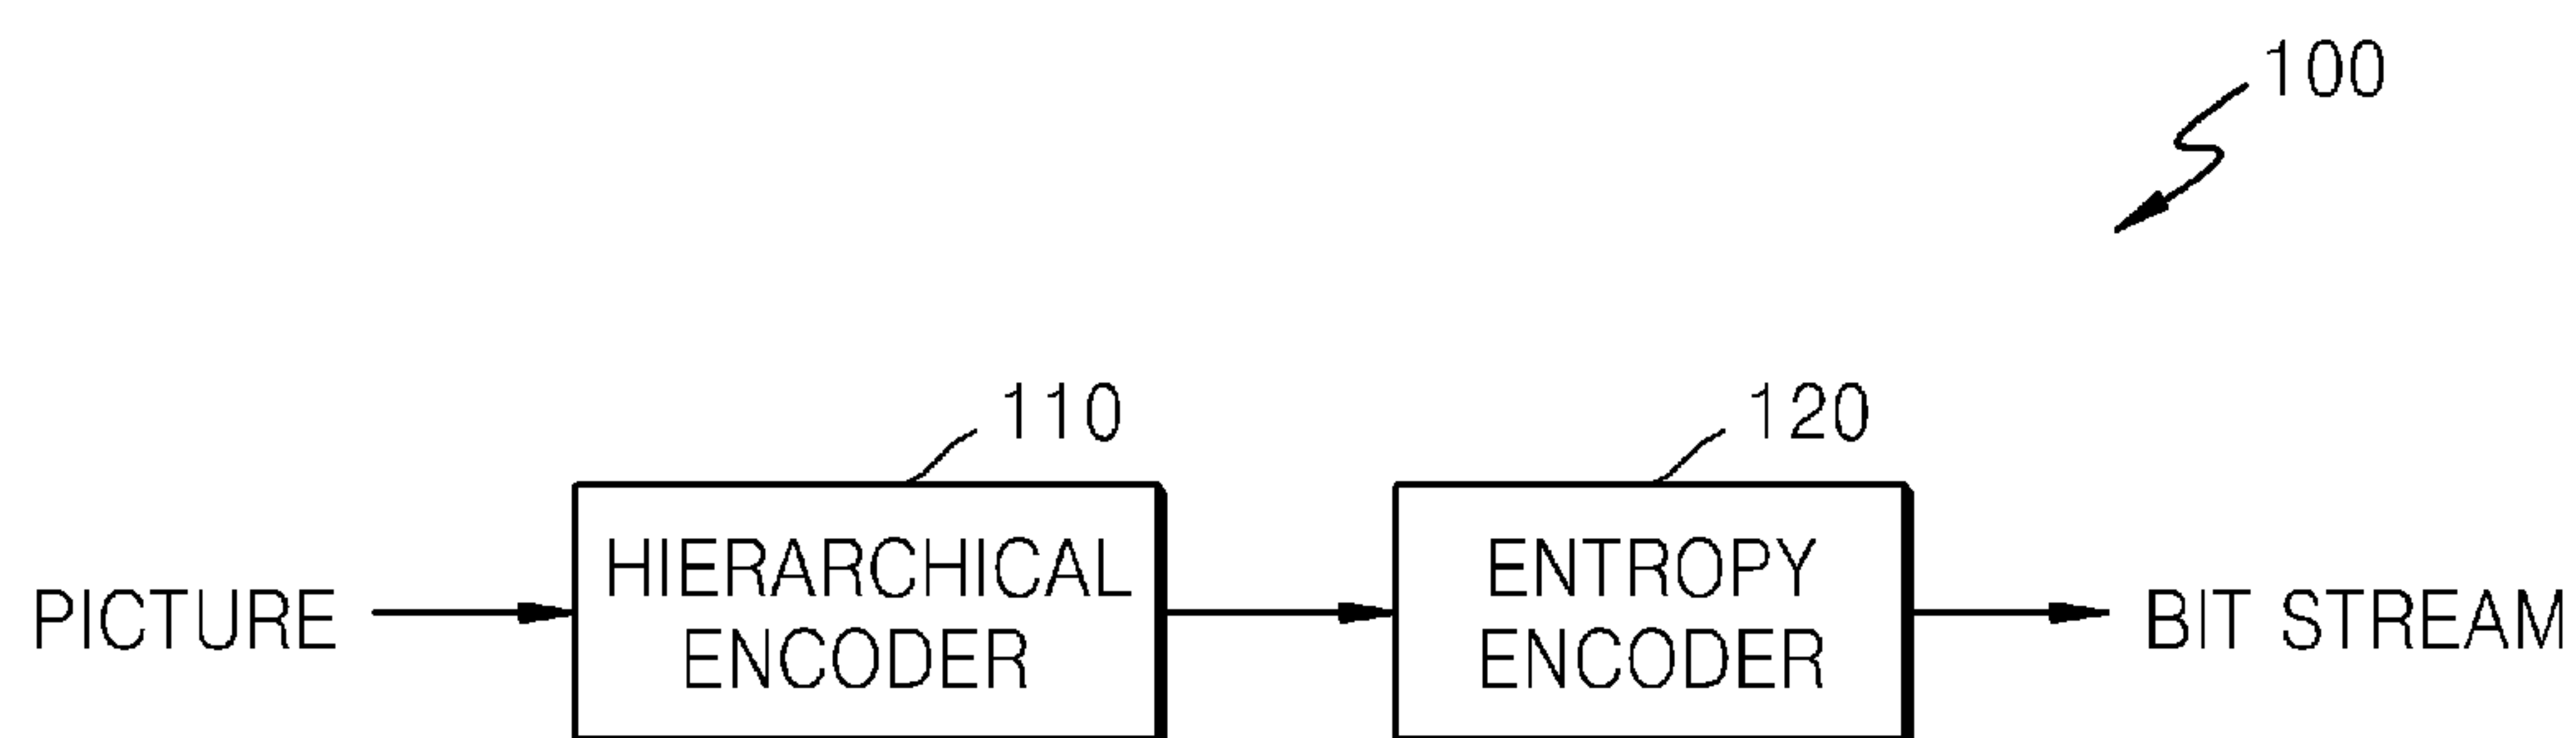 100
110
120
PICTURE
HIERARCHICAL
ENCODER
ENTROPY
ENCODER
BIT STREAM